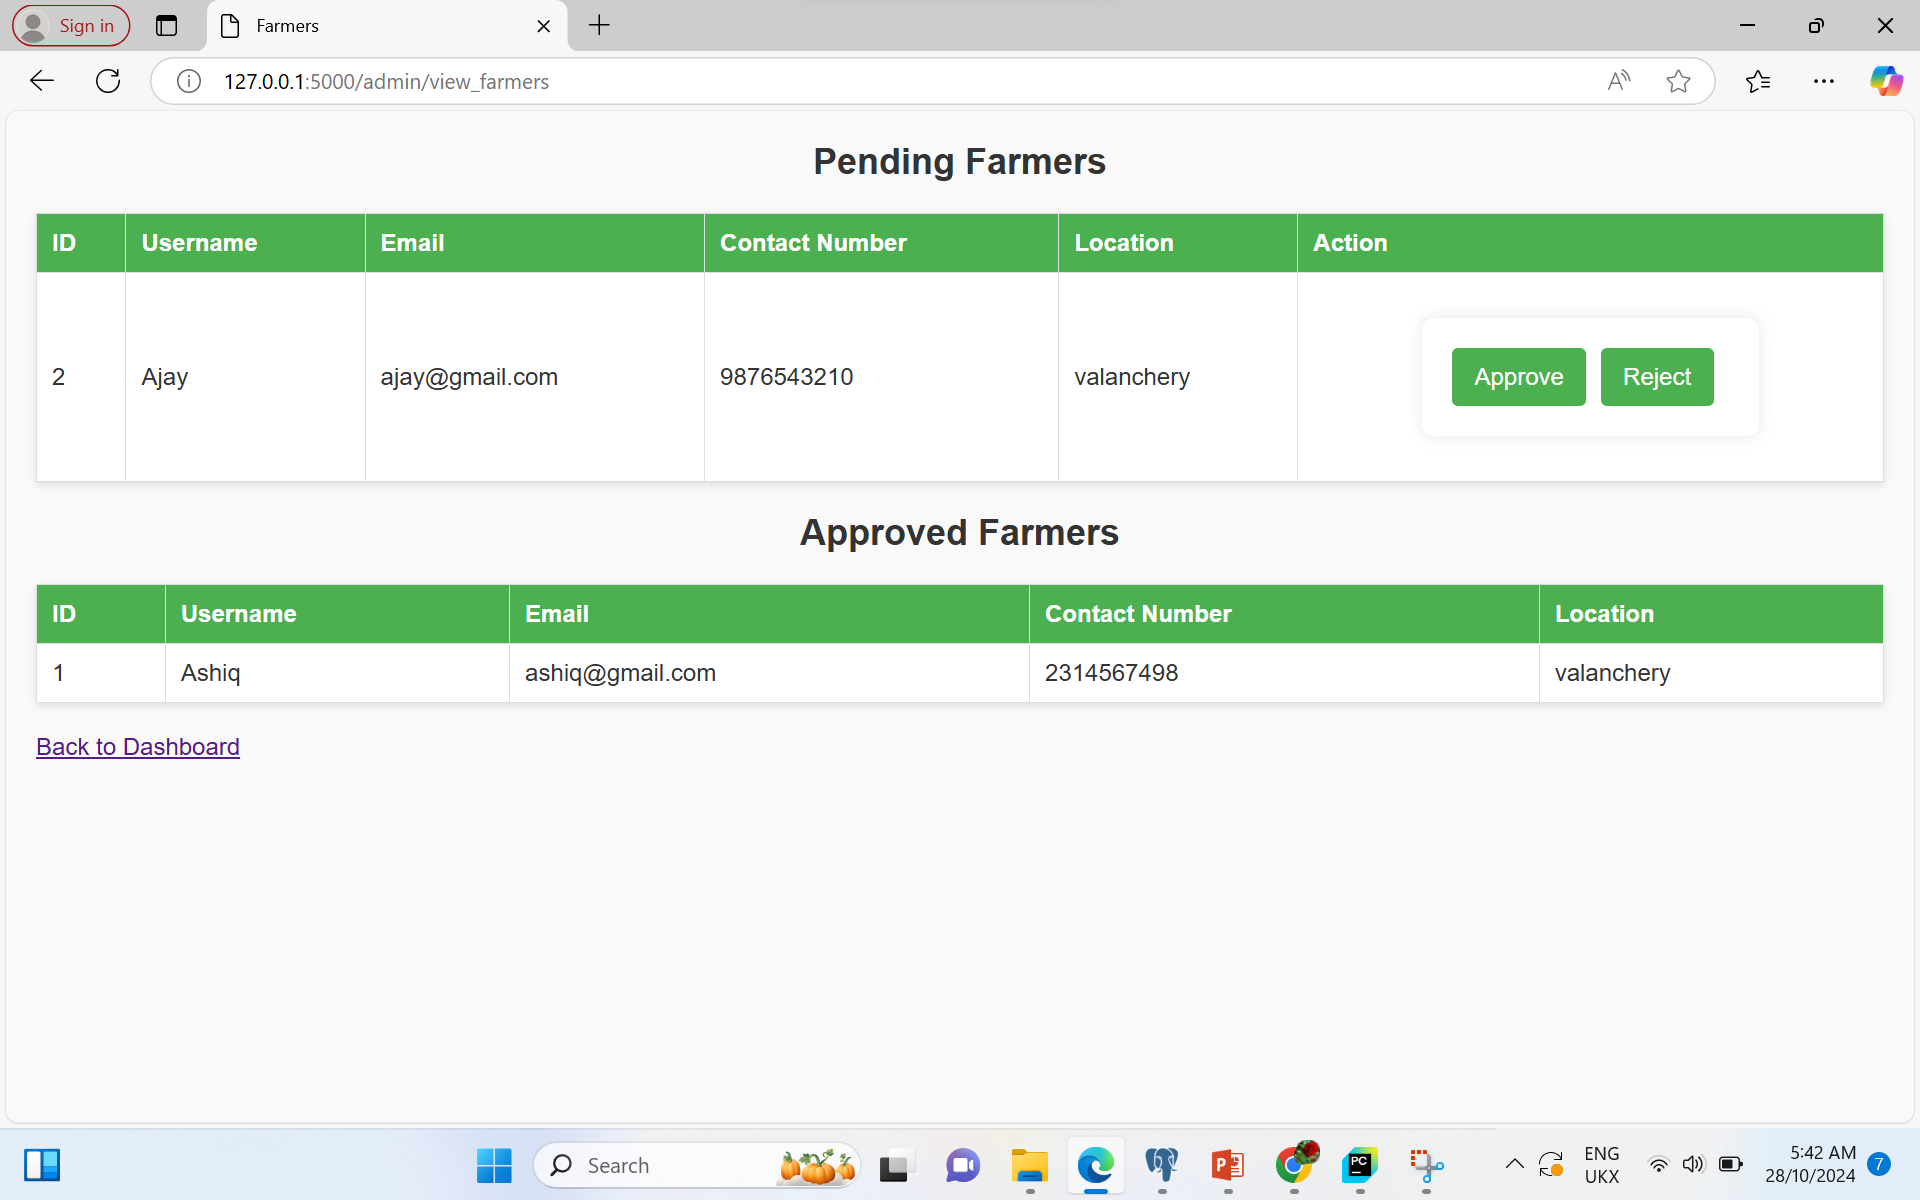 Sign in
Farmers
127.0.0.1:5000/admin/view_farmers
Pending Farmers
ID Username Email Contact Number Location Action
2 Ajay ajay@gmail.com 9876543210 valanchery Approve Reject
Approved Farmers
ID Username Email Contact Number Location
1 Ashiq ashiq@gmail.com 2314567498 valanchery
Back to Dashboard
Search
PC
P
ENG
UKX
5:42 AM
28/10/2024
7